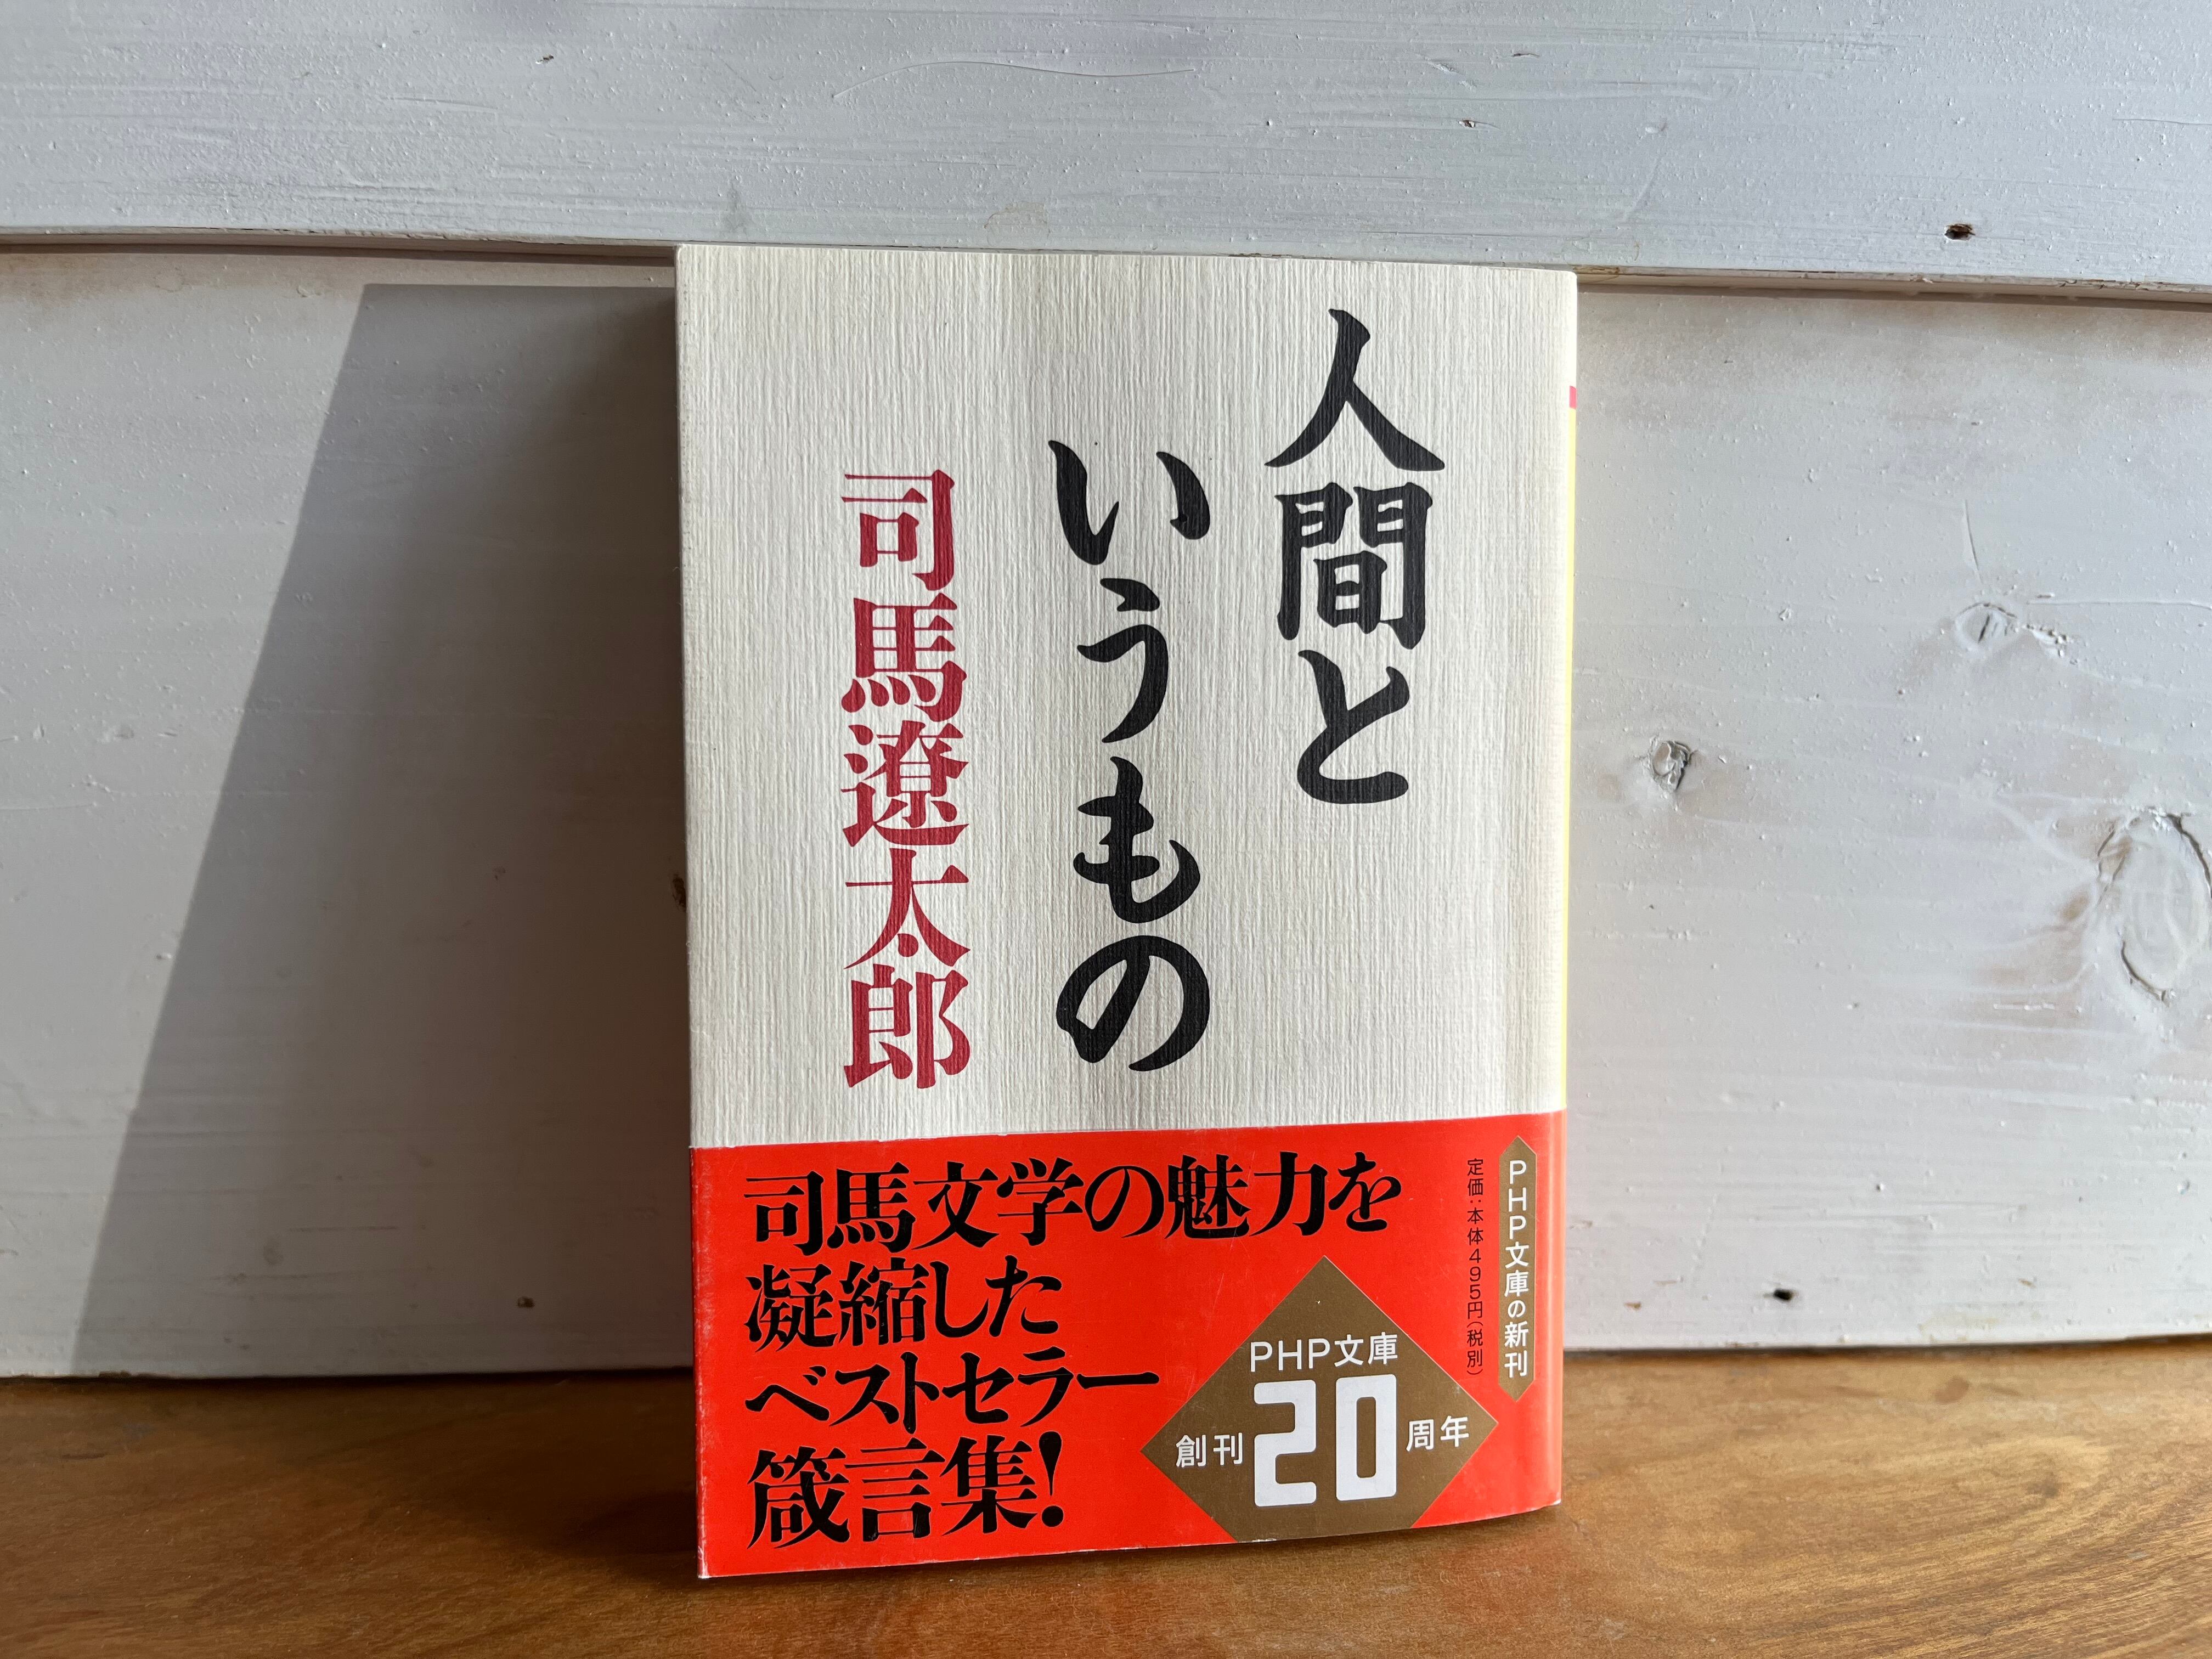 人間と
いうもの
司馬遼太郎
司馬文学の魅力を
凝縮した
ベストセラー
箴言集!
PHP文庫
創刊20周年
定価:本体495円(税別)
PHP文庫の新刊